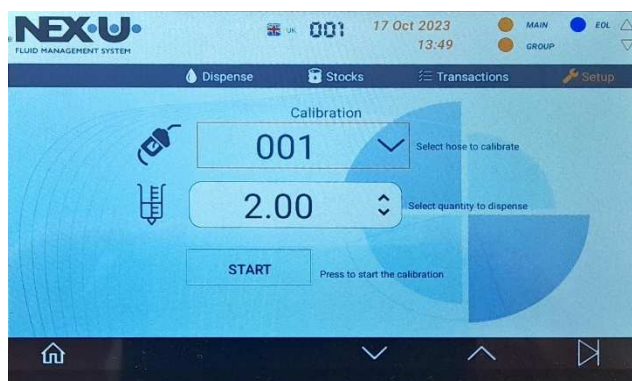 NEX·U·
FLUID MANAGEMENT SYSTEM
UK 001 17 Oct 2023 MAIN EOL
13:49 GROUP
Dispense Stocks Transactions Setup
Calibration
001 Select hose to calibrate
2.00 Select quantity to dispense
START Press to start the calibration